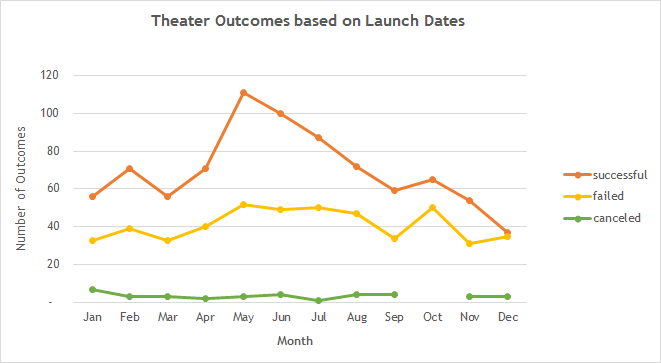 Theater Outcomes based on Launch Dates
Number of Outcomes
120
100
80
60
40
20
-
Jan Feb Mar Apr May Jun Jul Aug Sep Oct Nov Dec
Month
successful
failed
canceled